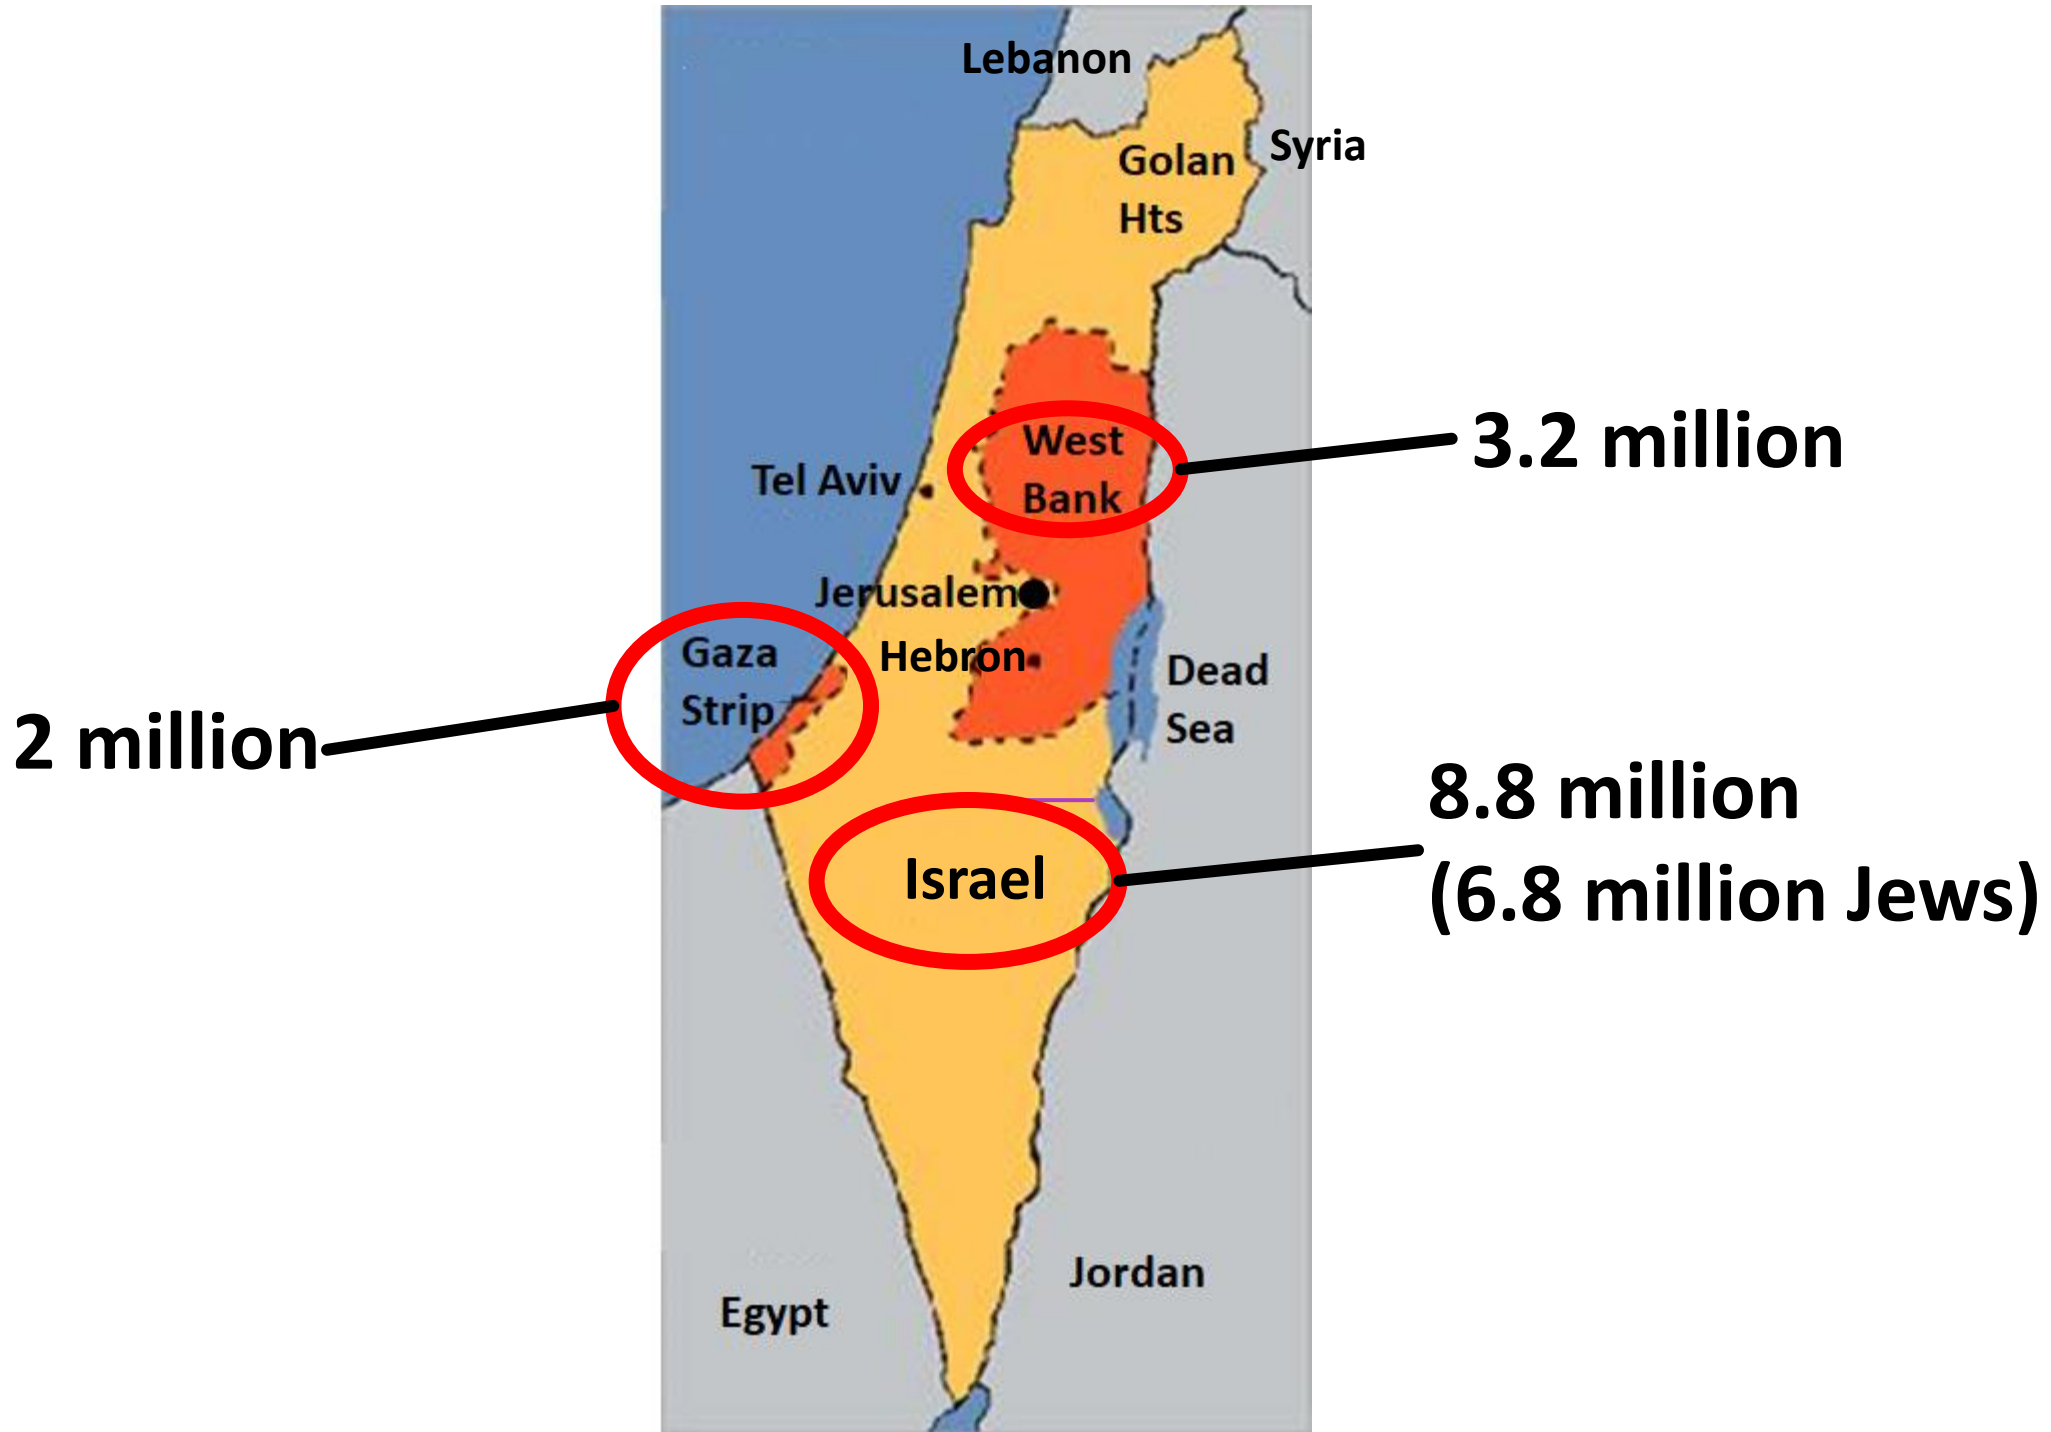 Lebanon
Syria
Golan
Hts
West
Bank
3.2 million
Tel Aviv
Jerusalem
Gaza
Strip
Hebron
Dead
Sea
2 million
8.8 million
(6.8 million Jews)
Israel
Jordan
Egypt